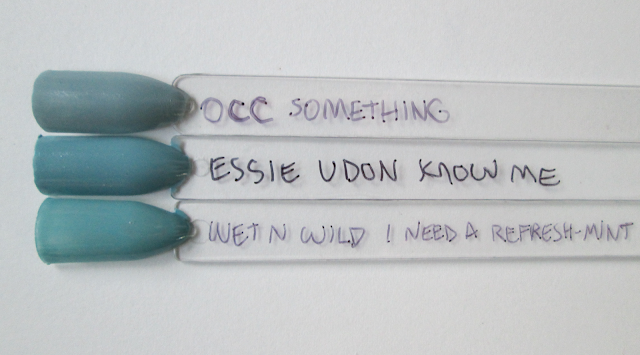 OCC SOMETHING
ESSIE UDON KNOW ME
WET N WILD I NEED A REFRESH-MINT